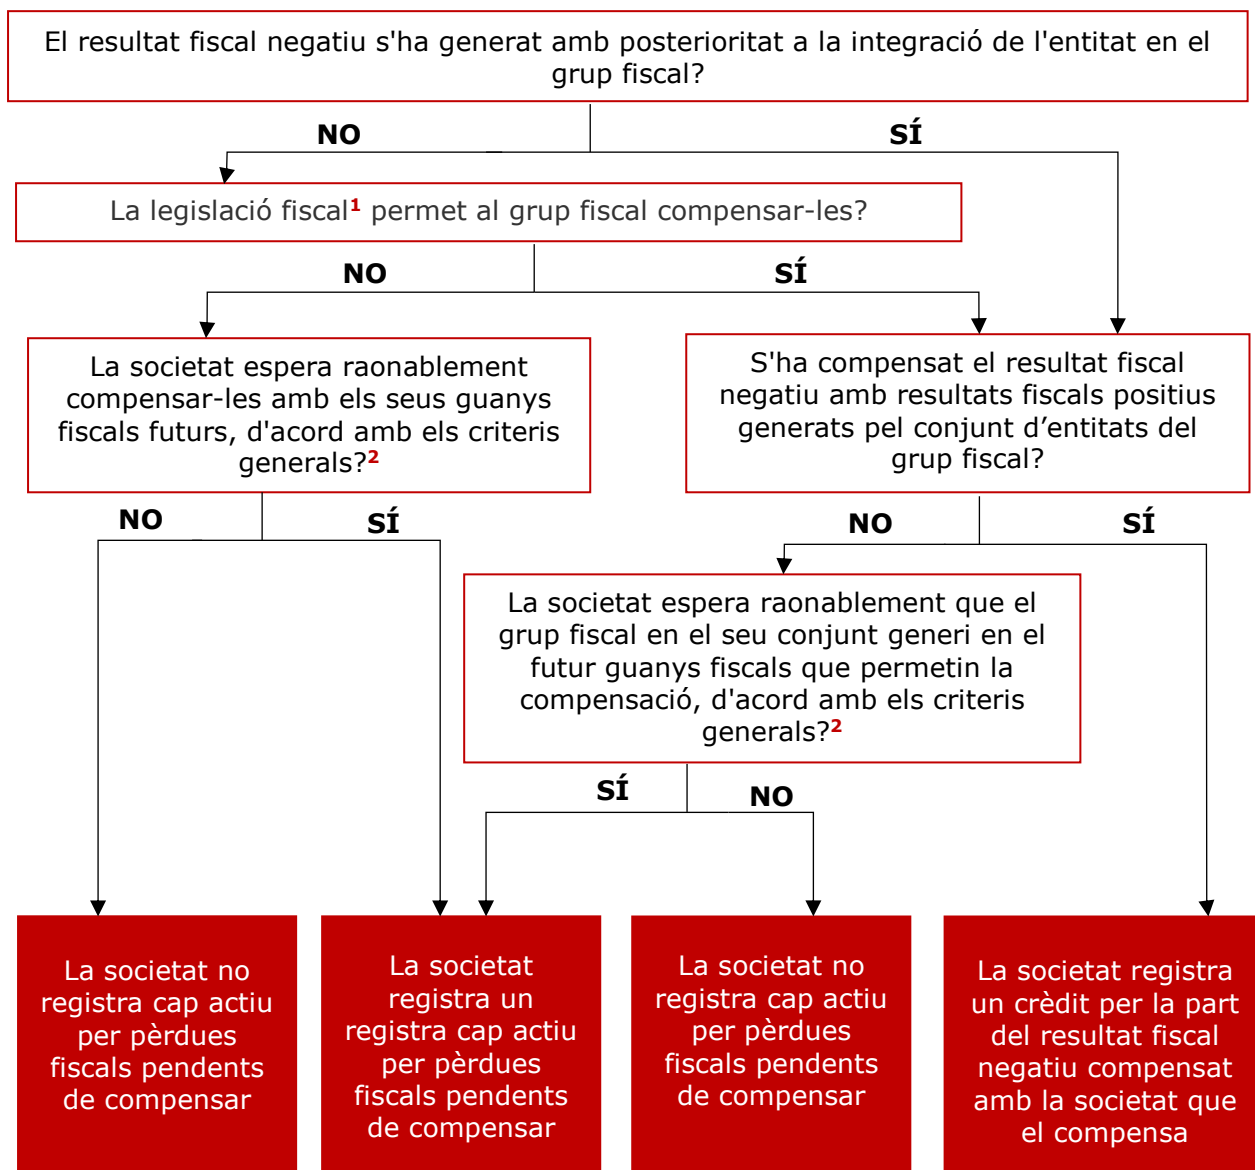 El resultat fiscal negatiu s'ha generat amb posterioritat a la integració de l'entitat en el
grup fiscal?
NO
SÍ
La legislació fiscal1 permet al grup fiscal compensar-les?
NO
SÍ
La societat espera raonablement
compensar-les amb els seus guanys
fiscals futurs, d'acord amb els criteris
generals?2
S'ha compensat el resultat fiscal
negatiu amb resultats fiscals positius
generats pel conjunt d’entitats del
grup fiscal?
NO
SÍ
NO
SÍ
La societat espera raonablement que el
grup fiscal en el seu conjunt generi en el
futur guanys fiscals que permetin la
compensació, d'acord amb els criteris
generals?2
SÍ
NO
La societat no
registra cap actiu
per pèrdues
fiscals pendents
de compensar
La societat
registra un
registra cap actiu
per pèrdues
fiscals pendents
de compensar
La societat no
registra cap actiu
per pèrdues
fiscals pendents
de compensar
La societat registra
un crèdit per la part
del resultat fiscal
negatiu compensat
amb la societat que
el compensa